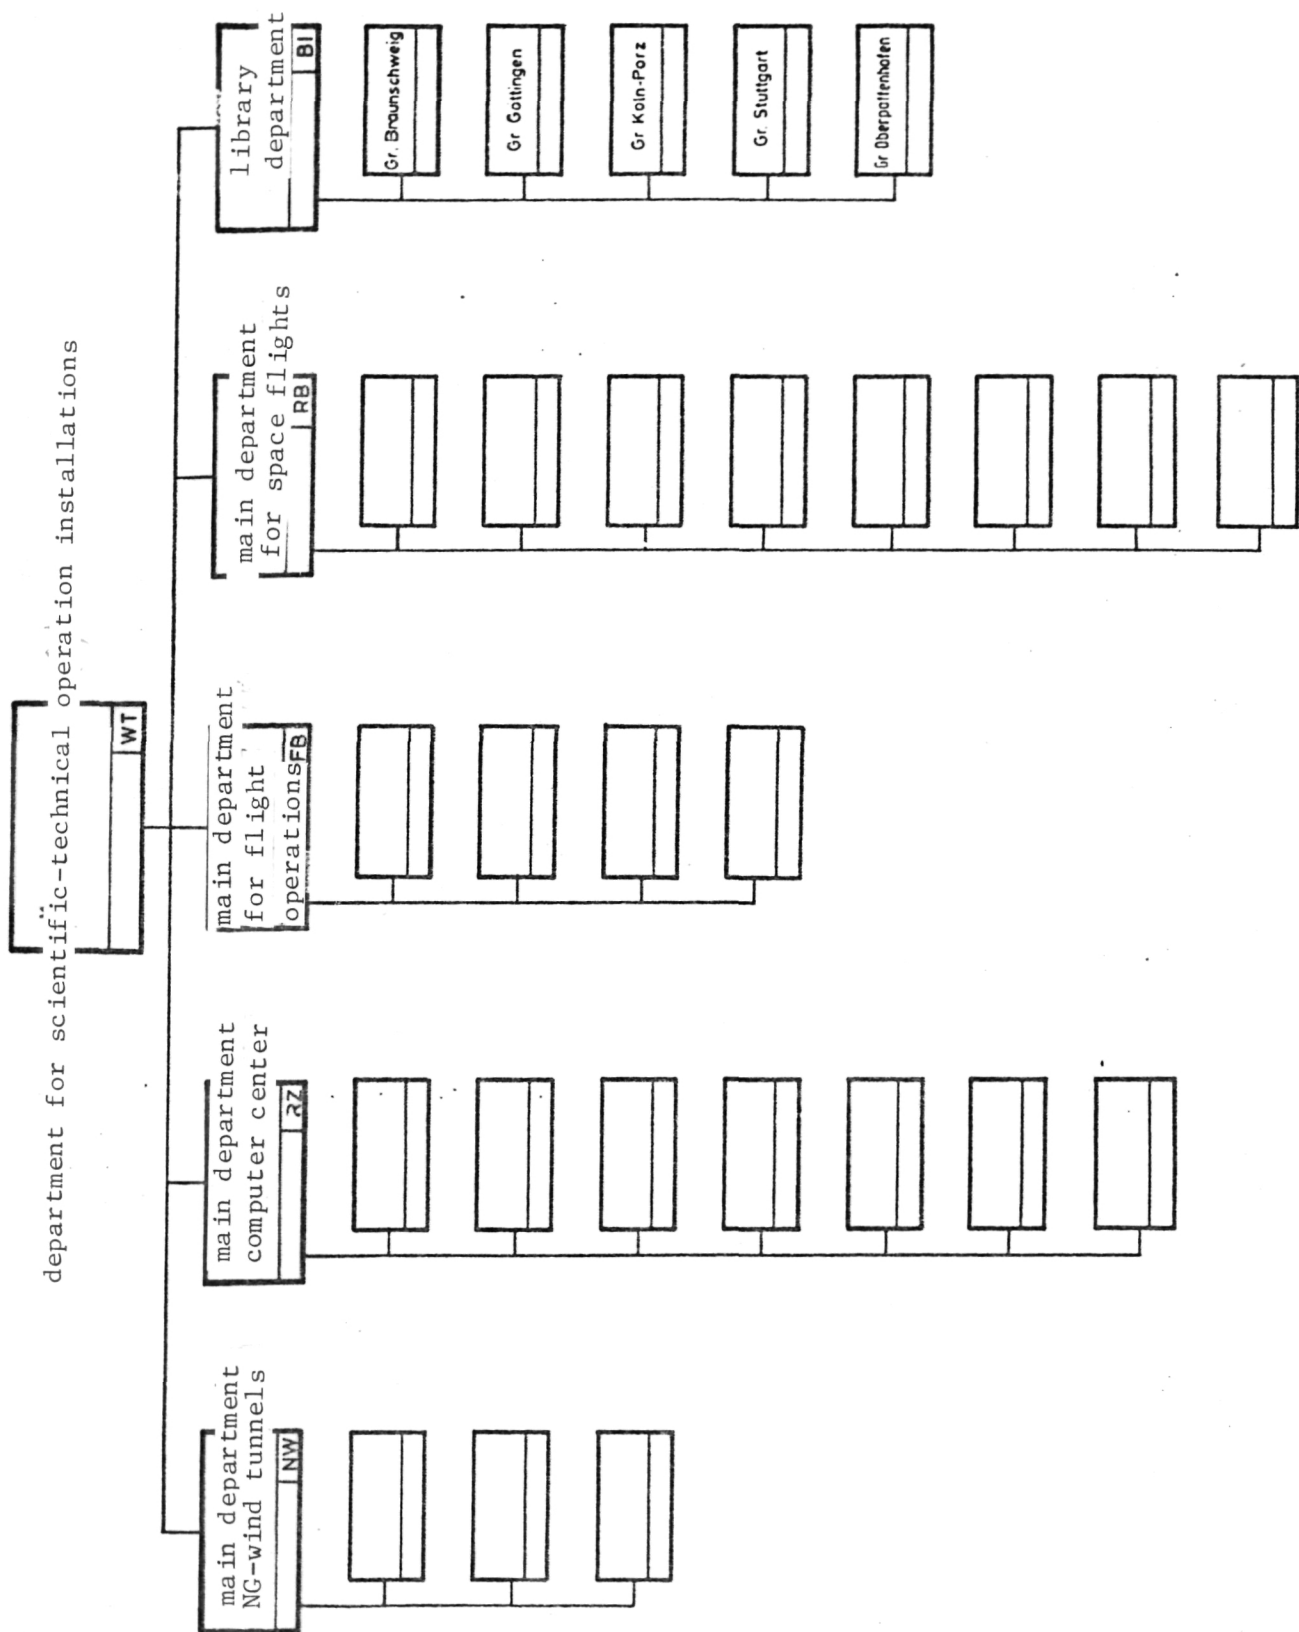 department for scientific-technical operation installations
WT
main department
NG-wind tunnels
NW
main department
computer center
RZ
main department
for flight
operations
FB
main department
for space flights
RB
library
department
BI
Gr. Braunschweig
Gr Gottingen
Gr Koln-Porz
Gr. Stuttgart
Gr Oberpaffenhofen